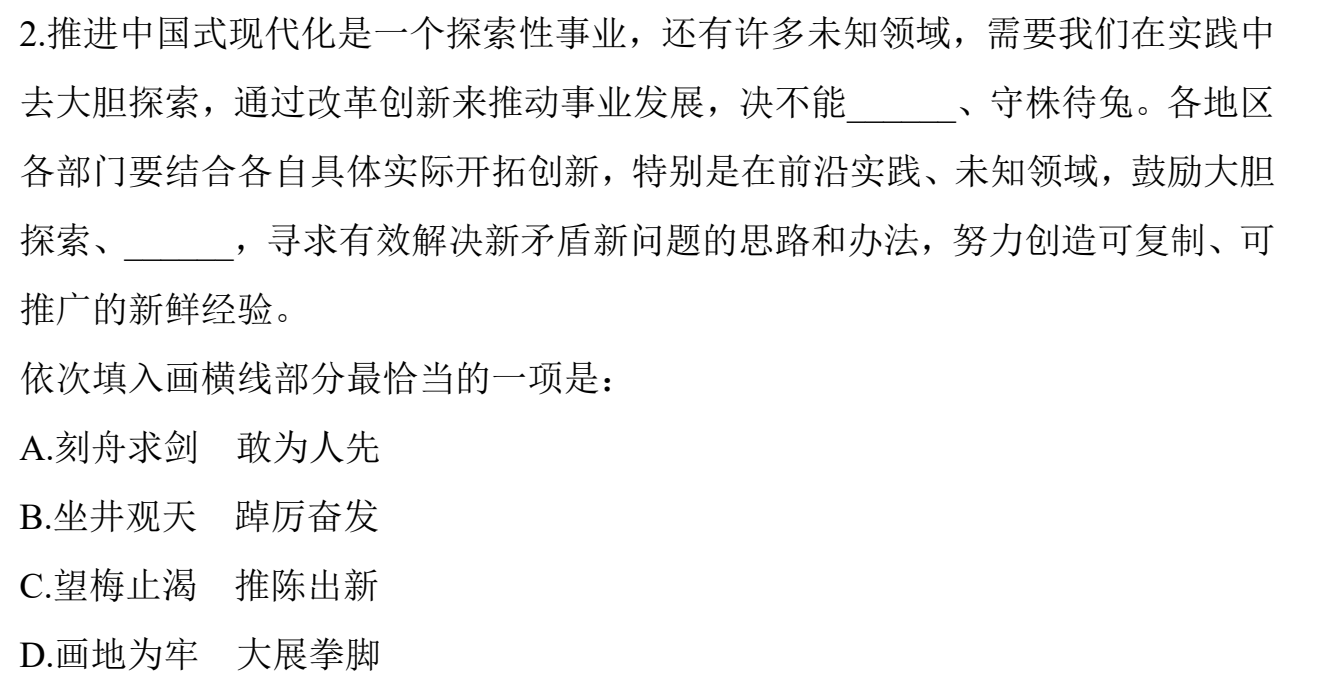 2.推进中国式现代化是一个探索性事业，还有许多未知领域，需要我们在实践中
去大胆探索，通过改革创新来推动事业发展，决不能______、守株待兔。各地区
各部门要结合各自具体实际开拓创新，特别是在前沿实践、未知领域，鼓励大胆
探索、______，寻求有效解决新矛盾新问题的思路和办法，努力创造可复制、可
推广的新鲜经验。
依次填入画横线部分最恰当的一项是：
A.刻舟求剑　敢为人先
B.坐井观天　踔厉奋发
C.望梅止渴　推陈出新
D.画地为牢　大展拳脚